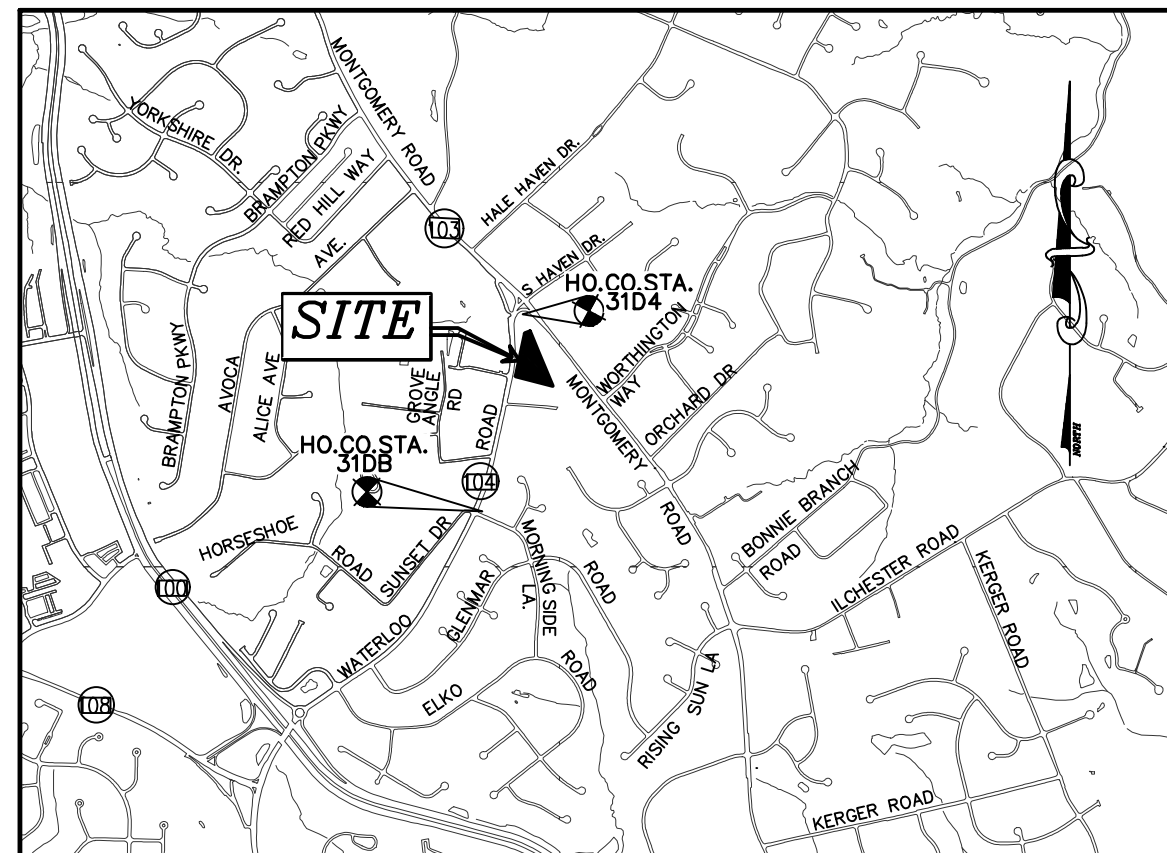 MONTGOMERY ROAD
YORKSHIRE DR.
BRAMPTON PKWY
RED HILL WAY
HALE HAVEN DR.
103
AVE.
S HAVEN DR.
HO.CO.STA.
31D4
SITE
WORTHINGTON
WAY
BRAMPTON PKWY
AVOCA
ALICE AVE
GROVE
ANGLE
RD
ROAD
MONTGOMERY
ORCHARD DR
NORTH
HO.CO.STA.
31DB
104
ROAD
BONNIE BRANCH
ROAD
HORSESHOE
ROAD
SUNSET DR
MORNING SIDE
LA.
ROAD
ILCHESTER ROAD
KERGER ROAD
100
WATERLOO
GLENMAR
ELKO
ROAD
RISING SUN LA
108
KERGER ROAD